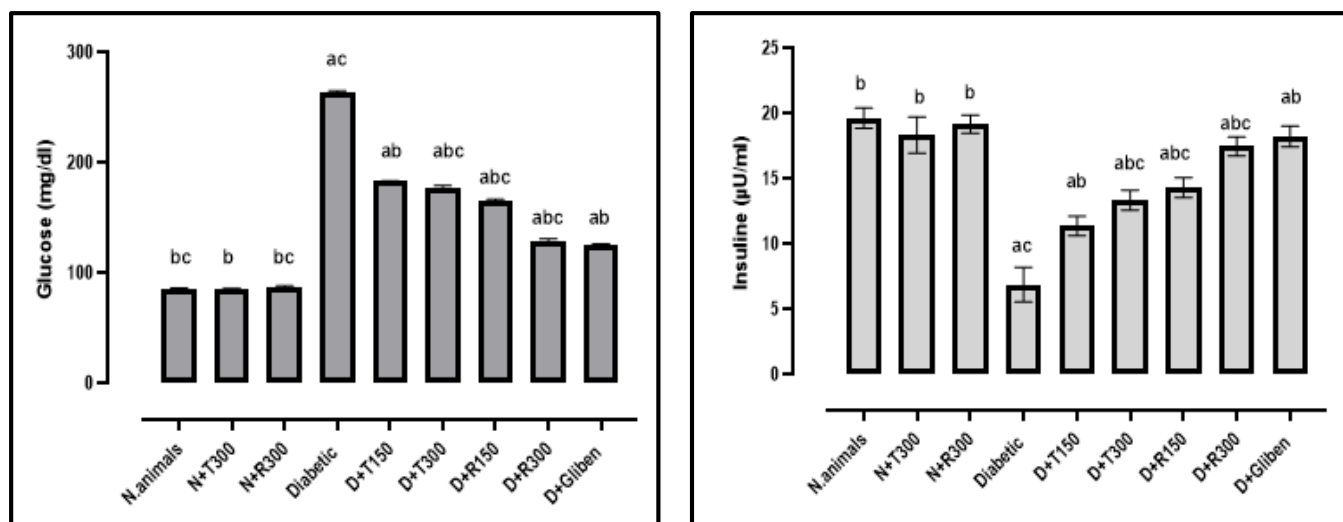 Glucose (mg/dl)
300
200
100
0
bc
b
bc
ac
ab
abc
abc
abc
ab
N.animals
N+T300
N+R300
Diabetic
D+T150
D+T300
D+R150
D+R300
D+Gliben
Insuline (µU/ml)
25
20
15
10
5
0
b
b
b
ac
ab
abc
abc
abc
ab
N.animals
N+T300
N+R300
Diabetic
D+T150
D+T300
D+R150
D+R300
D+Gliben